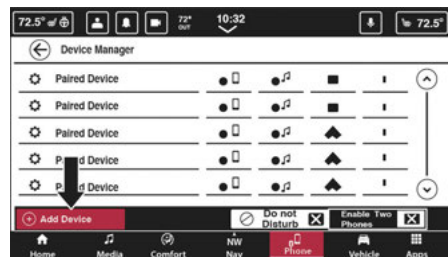 72.5° 72° OUT 10:32 72.5°
Device Manager
Paired Device
Paired Device
Paired Device
Paired Device
Paired Device
Add Device Do not Disturb Enable Two Phones
Home Media Comfort NW Nav Phone Vehicle Apps